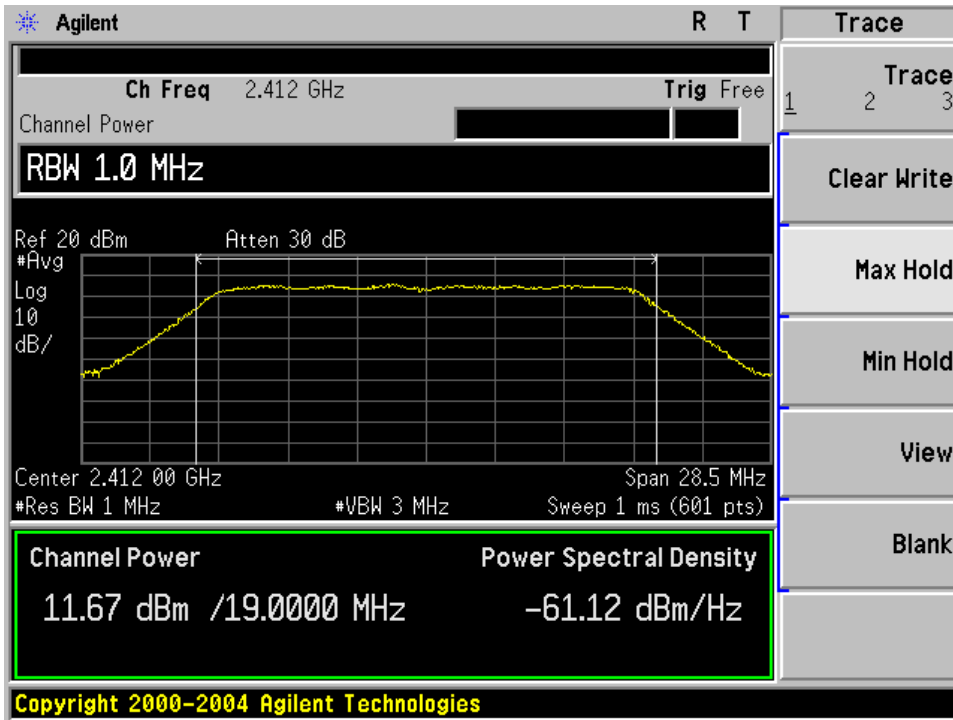 Agilent
R T
Trace
Ch Freq 2.412 GHz
Trig Free
Channel Power
Trace
1 2 3
RBW 1.0 MHz
Clear Write
Ref 20 dBm Atten 30 dB
#Avg
Log
10
dB/
Max Hold
Min Hold
View
Center 2.412 00 GHz Span 28.5 MHz
#Res BW 1 MHz #VBW 3 MHz Sweep 1 ms (601 pts)
Blank
Channel Power Power Spectral Density
11.67 dBm /19.0000 MHz -61.12 dBm/Hz
Copyright 2000-2004 Agilent Technologies